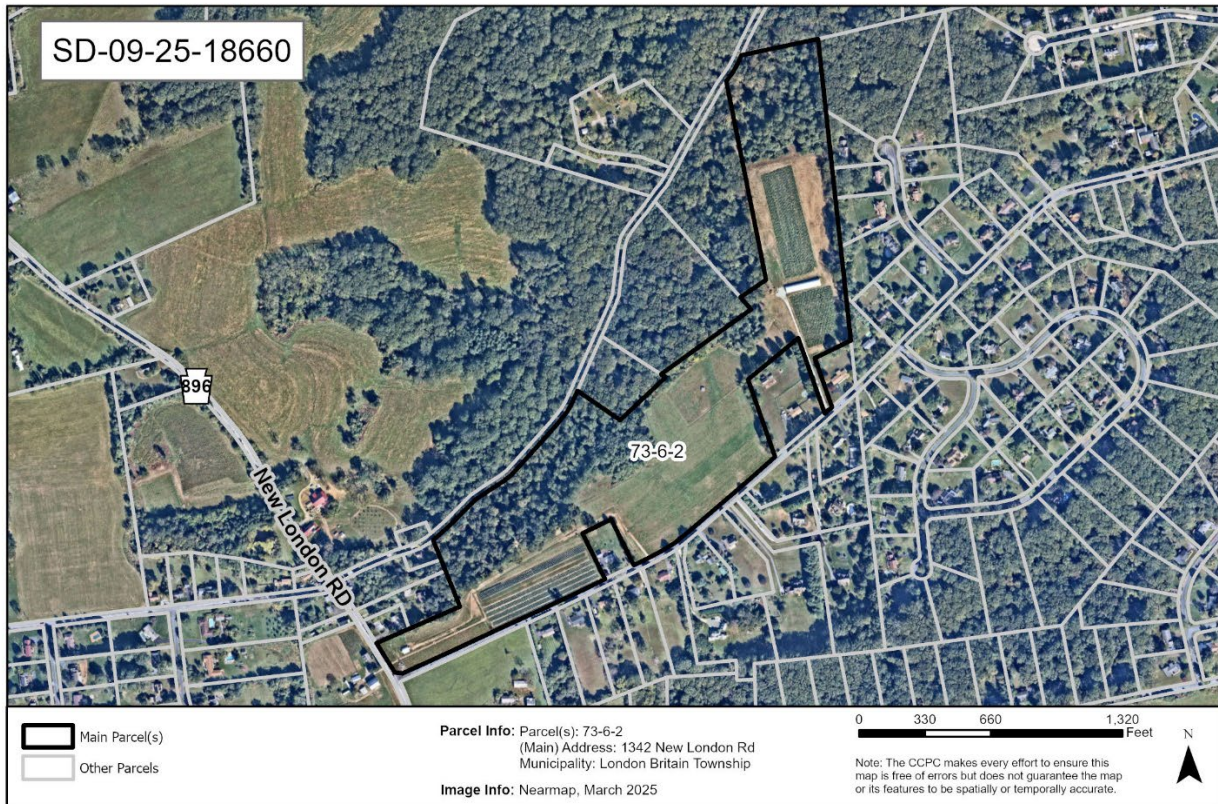 SD-09-25-18660
896
New London RD
73-6-2
Main Parcel(s)
Other Parcels
Parcel Info: Parcel(s): 73-6-2
(Main) Address: 1342 New London Rd
Municipality: London Britain Township
Image Info: Nearmap, March 2025
0 330 660 1,320
Feet
Note: The CCPC makes every effort to ensure this
map is free of errors but does not guarantee the map
or its features to be spatially or temporally accurate.
N